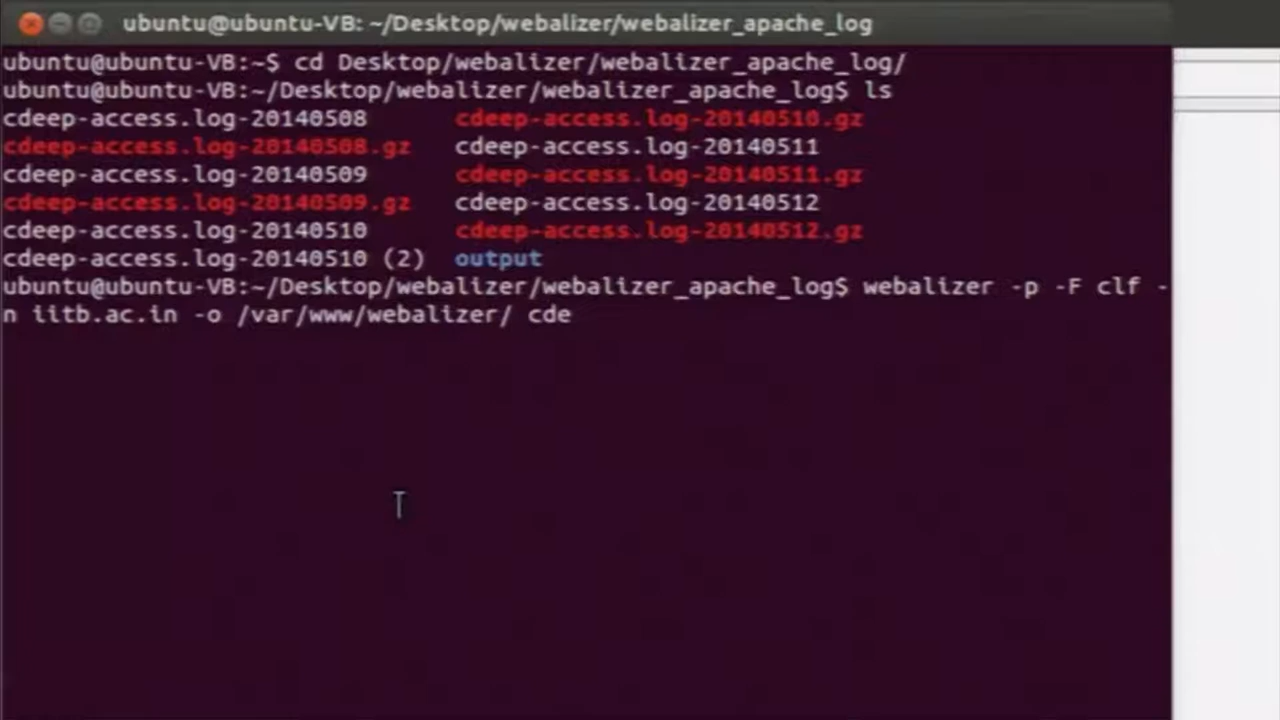 ubuntu@ubuntu-VB: ~/Desktop/webalizer/webalizer_apache_log
ubuntu@ubuntu-VB:~$ cd Desktop/webalizer/webalizer_apache_log/
ubuntu@ubuntu-VB:~/Desktop/webalizer/webalizer_apache_log$ ls
cdeep-access.log-20140508 cdeep-access.log-20140510.gz
cdeep-access.log-20140508.gz cdeep-access.log-20140511
cdeep-access.log-20140509 cdeep-access.log-20140511.gz
cdeep-access.log-20140509.gz cdeep-access.log-20140512
cdeep-access.log-20140510 cdeep-access.log-20140512.gz
cdeep-access.log-20140510 (2) output
ubuntu@ubuntu-VB:~/Desktop/webalizer/webalizer_apache_log$ webalizer -p -F clf -
n iitb.ac.in -o /var/www/webalizer/ cde